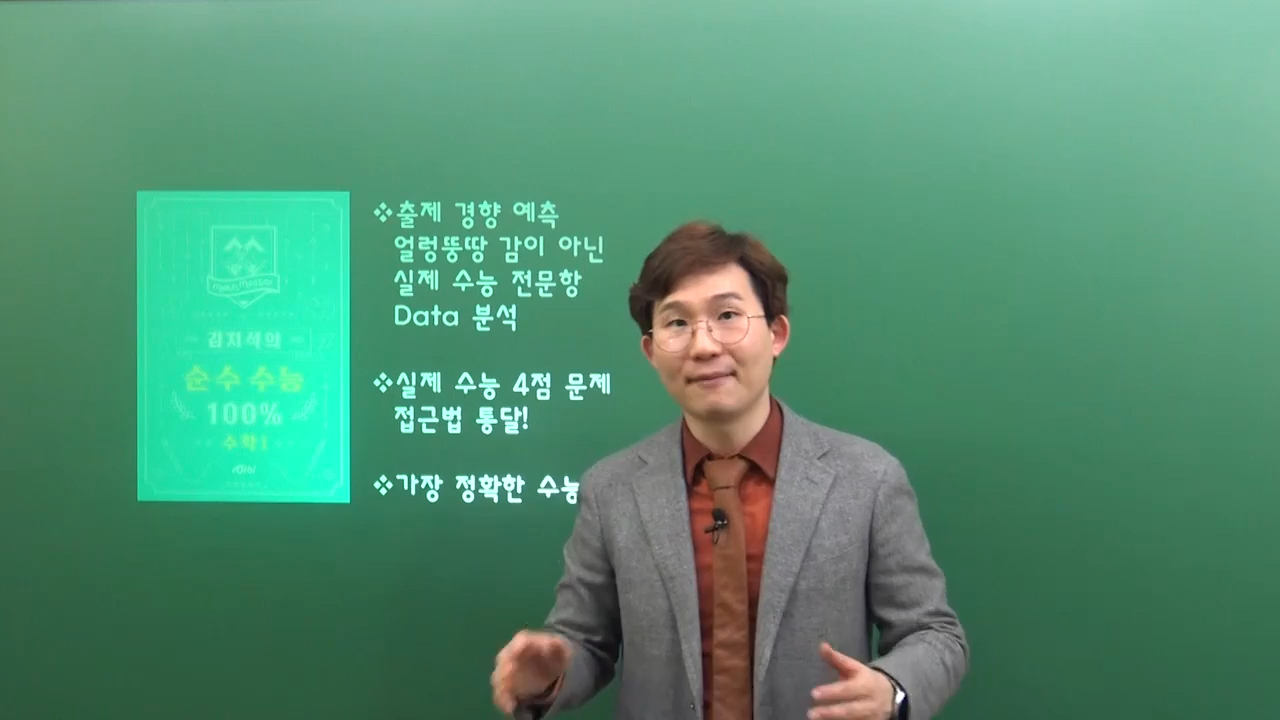 MATH MASTER
김지석의
순수수능
100%
수학 I
orbi
❖출제 경향 예측
얼렁뚱땅 감이 아닌
실제 수능 전문항
Data 분석
❖실제 수능 4점 문제
접근법 통달!
❖가장 정확한 수능